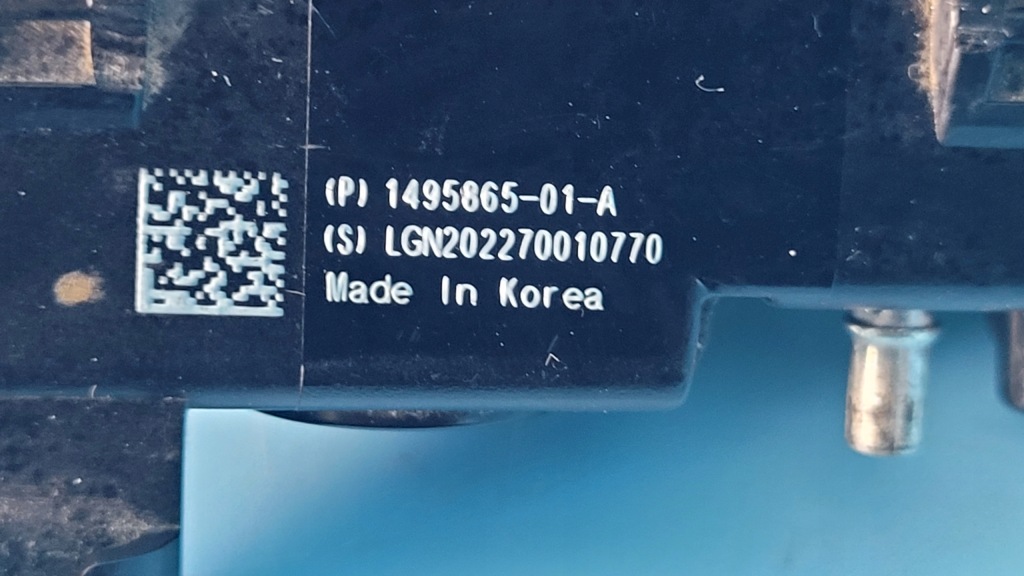 (P) 1495865-01-A
(S) LGN202270010770
Made In Korea